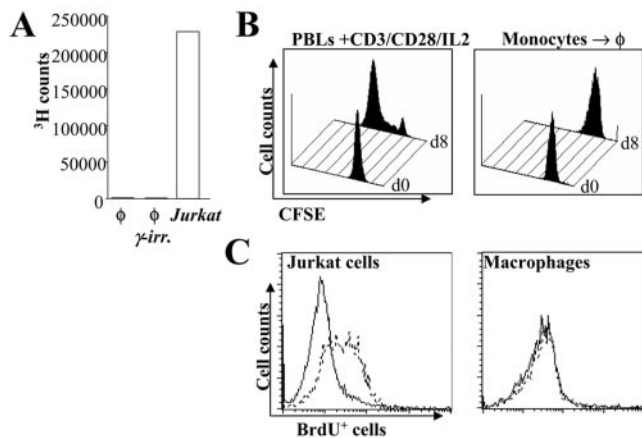 A
250000
200000
150000
100000
50000
0
³H counts
ϕ
ϕ
Jurkat
γ-irr.
B
PBLs +CD3/CD28/IL2
Monocytes → ϕ
Cell counts
d8
d0
d8
d0
CFSE
C
Jurkat cells
Macrophages
Cell counts
BrdU⁺ cells